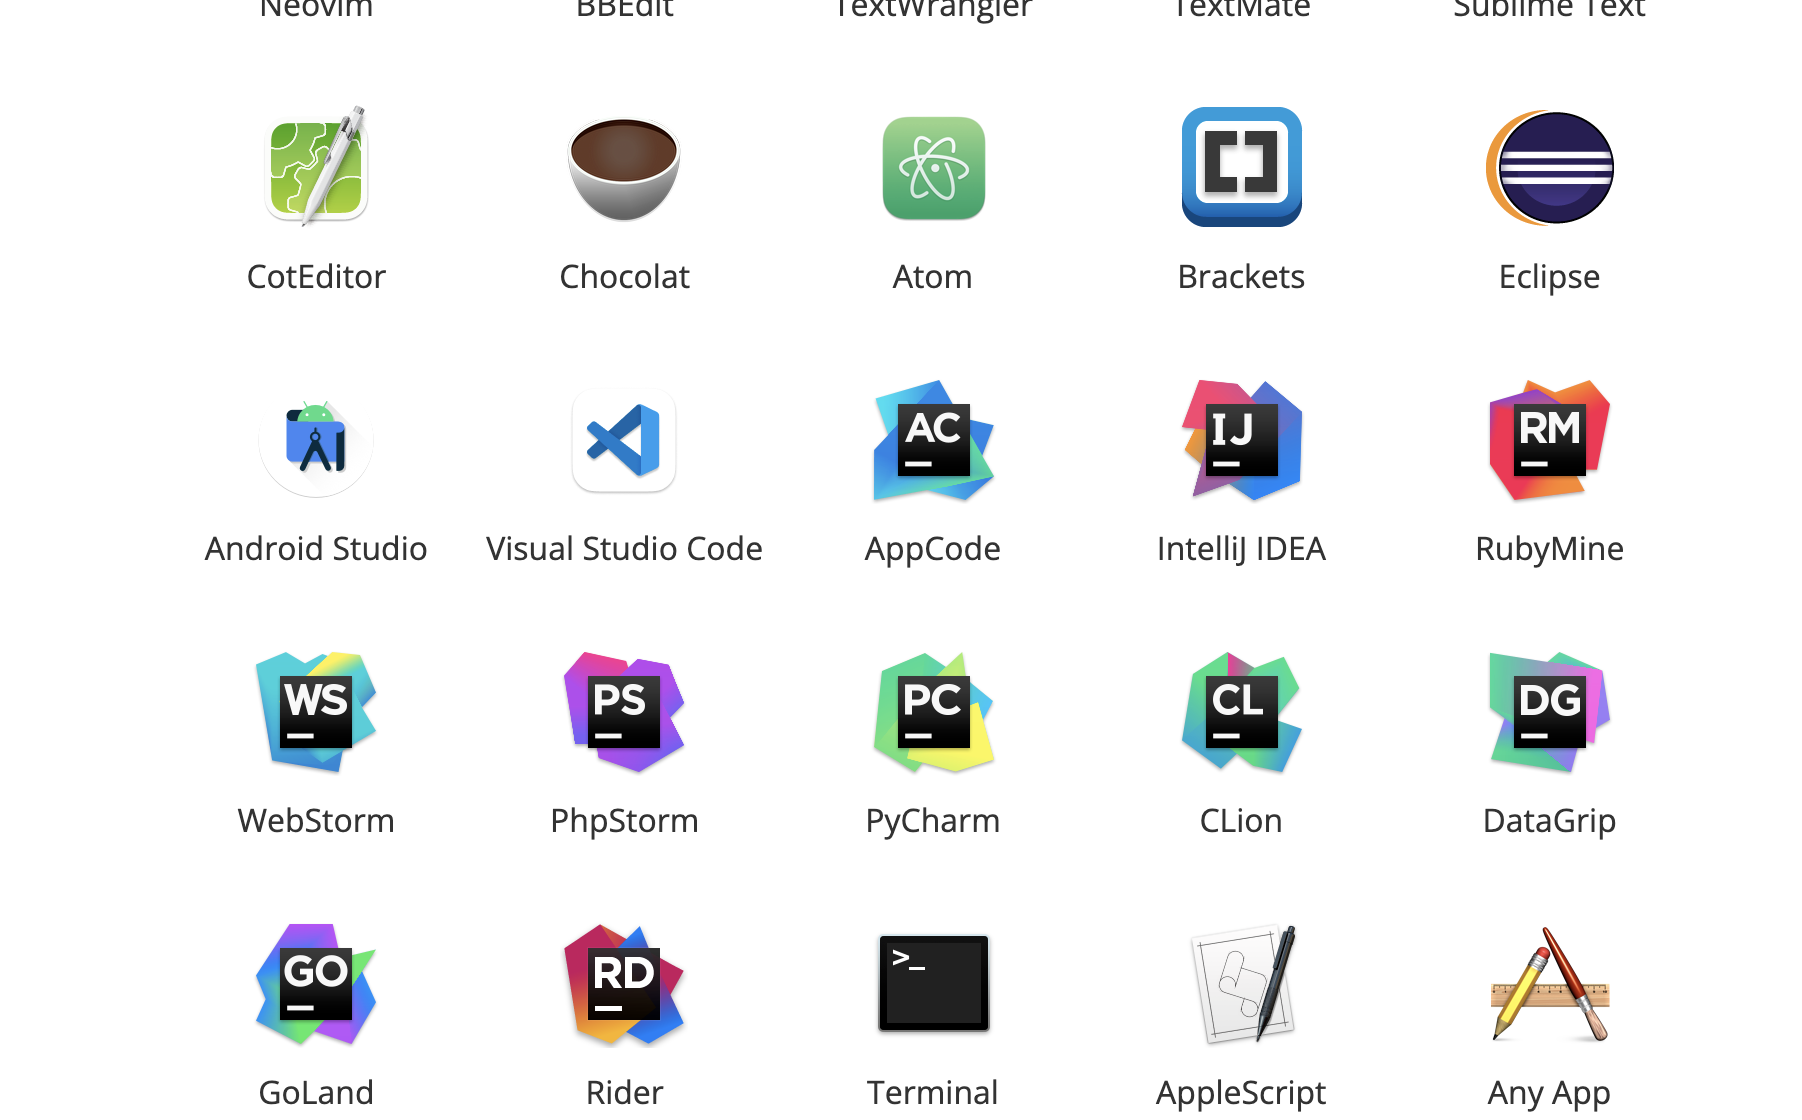 Neovim BBEdit TextWrangler TextMate Sublime Text
CotEditor Chocolat Atom Brackets Eclipse
AC IJ RM
Android Studio Visual Studio Code AppCode IntelliJ IDEA RubyMine
WS PS PC CL DG
WebStorm PhpStorm PyCharm CLion DataGrip
GO RD >_
GoLand Rider Terminal AppleScript Any App